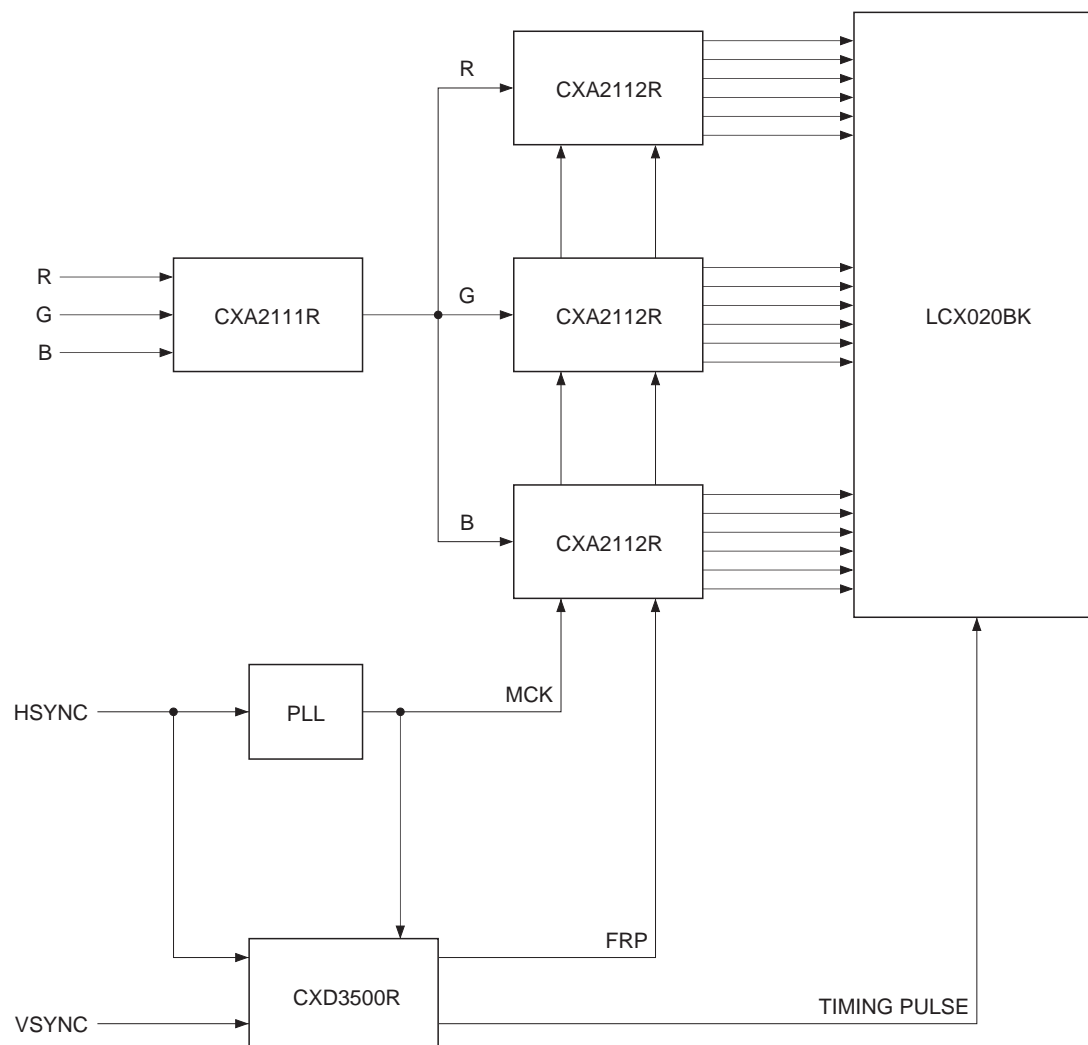 R
CXA2112R
R
G
B
CXA2111R
G
CXA2112R
LCX020BK
B
CXA2112R
HSYNC
PLL
MCK
FRP
CXD3500R
VSYNC
TIMING PULSE